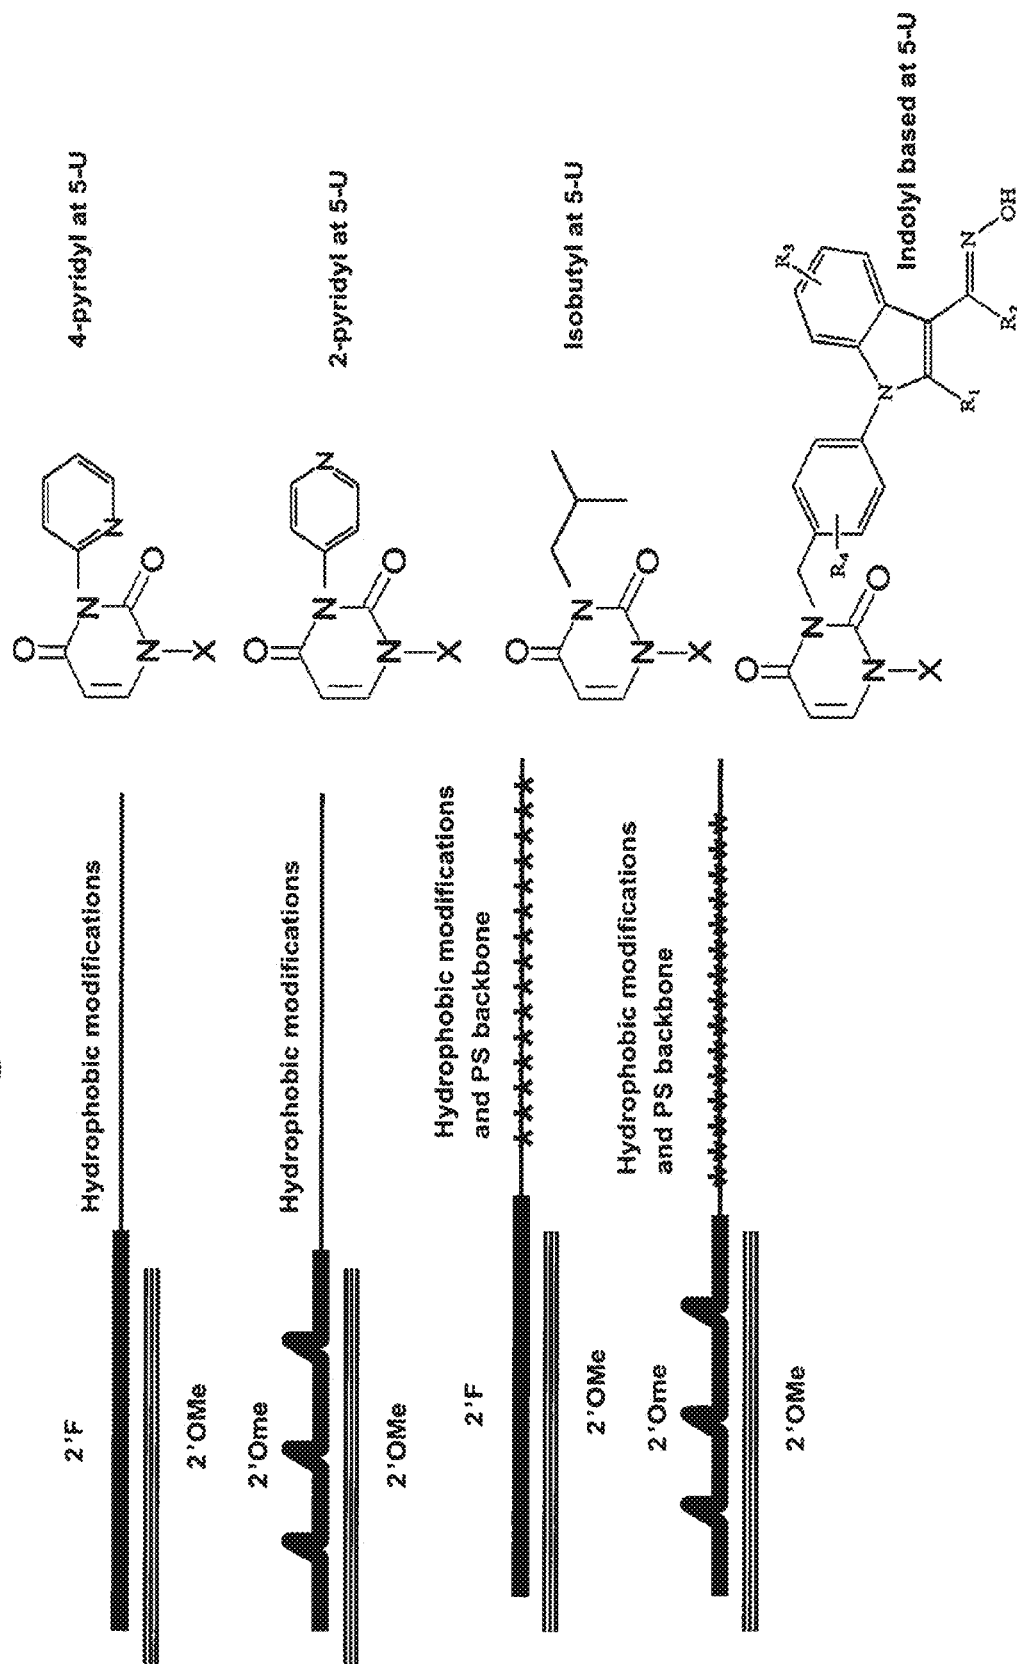 4-pyridyl at 5-U
2-pyridyl at 5-U
Isobutyl at 5-U
Indolyl based at 5-U
O
N
N
O
N
X
O
N
N
O
N
X
O
N
O
N
X
O
N
O
N
X
R4
N
R1
R3
R2
N
OH
Hydrophobic modifications
2'F
2'OMe
Hydrophobic modifications
2'Ome
2'OMe
Hydrophobic modifications
and PS backbone
2'F
2'OMe
Hydrophobic modifications
and PS backbone
2'Ome
2'OMe